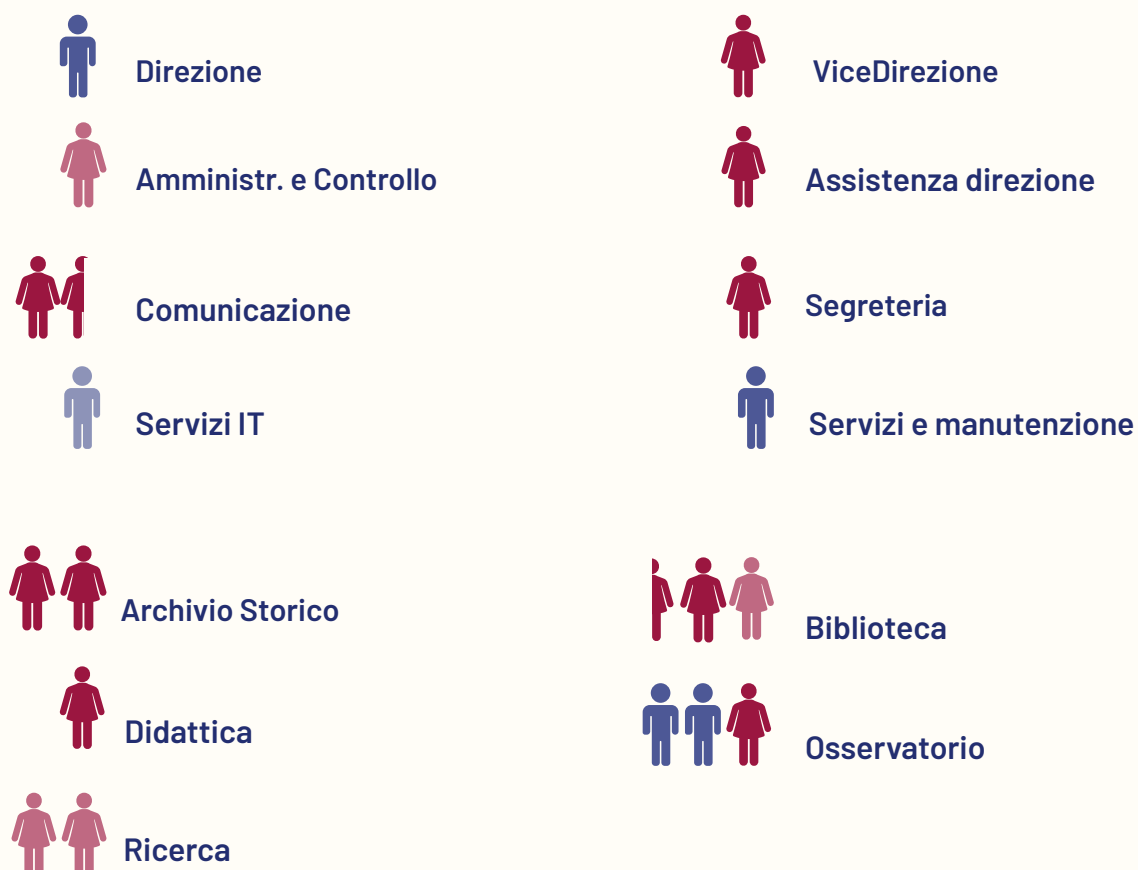 Direzione
ViceDirezione
Amministr. e Controllo
Assistenza direzione
Comunicazione
Segreteria
Servizi IT
Servizi e manutenzione
Archivio Storico
Biblioteca
Didattica
Osservatorio
Ricerca